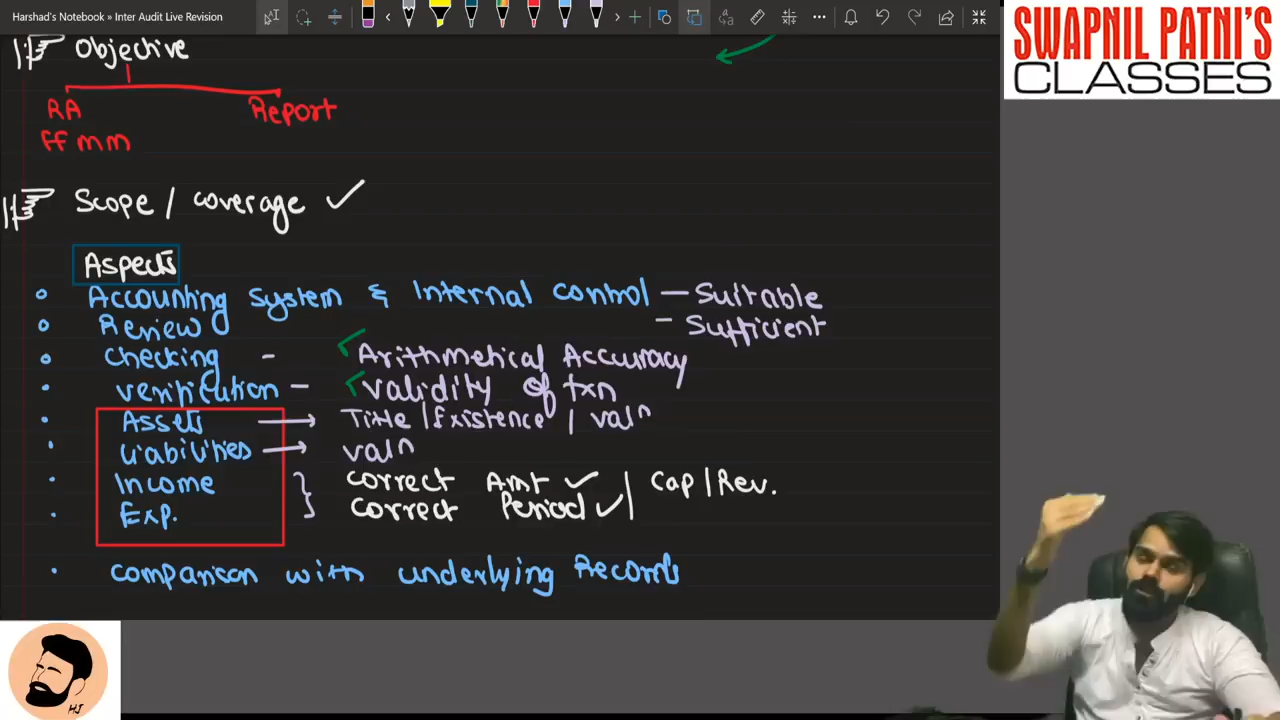 Harshad's Notebook » Inter Audit Live Revision
SWAPNIL PATNI'S
CLASSES
Objective
RA Report
ff mm
Scope / coverage ✓
Aspects
Accounting system & Internal control — Suitable
Review — Sufficient
checking - Arithmetical Accuracy
verification - validity of txn
Assets → Title / Existence / valn
Liabilities → valn
Income } correct Amt ✓ | Cap / Rev.
Exp. correct Period ✓
comparison with underlying Records
HJ